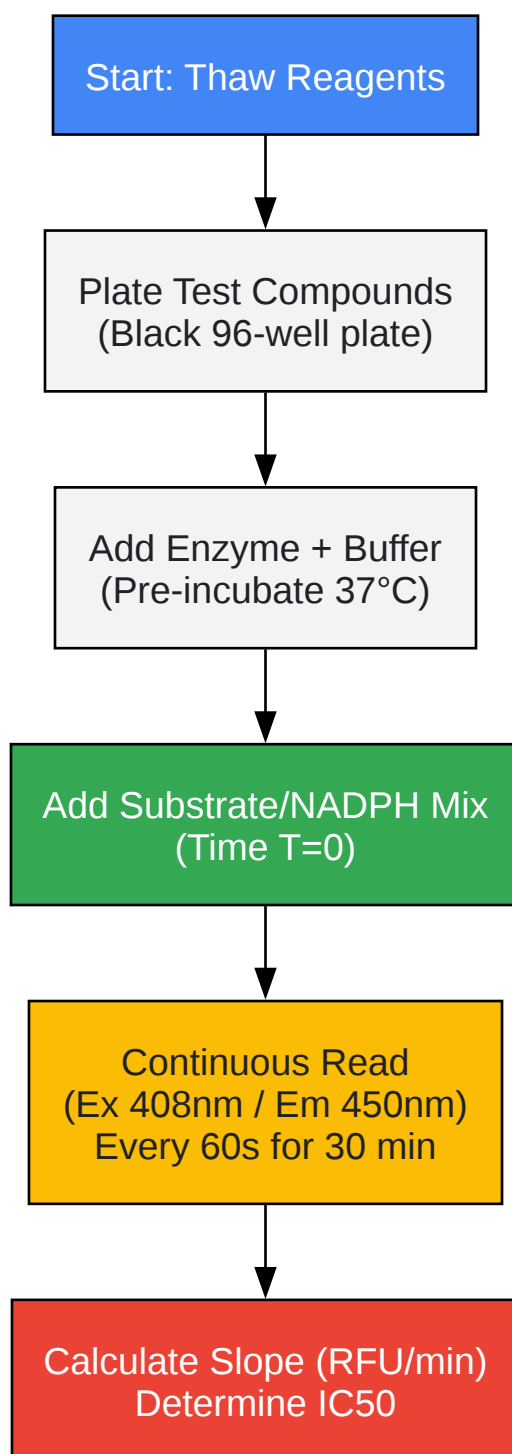 Start: Thaw Reagents
Plate Test Compounds
(Black 96-well plate)
Add Enzyme + Buffer
(Pre-incubate 37°C)
Add Substrate/NADPH Mix
(Time T=0)
Continuous Read
(Ex 408nm / Em 450nm)
Every 60s for 30 min
Calculate Slope (RFU/min)
Determine IC50